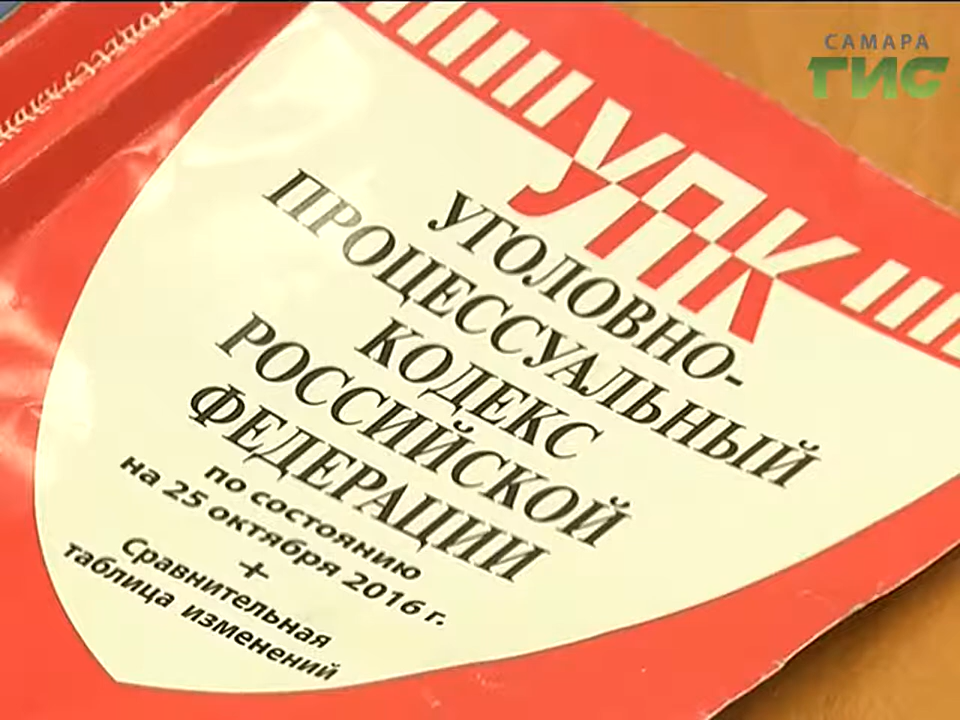 САМАРА
ГИС
УПК
УГОЛОВНО-
ПРОЦЕССУАЛЬНЫЙ
КОДЕКС
РОССИЙСКОЙ
ФЕДЕРАЦИИ
по состоянию
на 25 октября 2016 г.
+
Сравнительная
таблица изменений